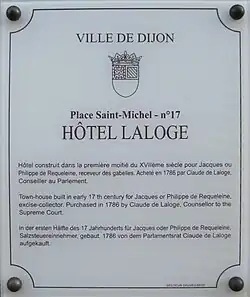 VILLE DE DIJON
Place Saint-Michel - n°17
HÔTEL LALOGE
Hôtel construit dans la première moitié du XVIIème siècle pour Jacques ou
Philippe de Requeleine, receveur des gabelles. Acheté en 1786 par Claude de Laloge,
Conseiller au Parlement.
Town-house built in early 17 th century for Jacques or Philippe de Requeleine,
excise-collector. Purchased in 1786 by Claude de Laloge, Counsellor to the
Supreme Court.
In der ersten Hälfte des 17 Jahrhunderts für Jacques oder Philippe de Requeleine,
Salzsteuereinnehmer, gebaut. 1786 von dem Parlamentsrat Claude de Laloge
aufgekauft.